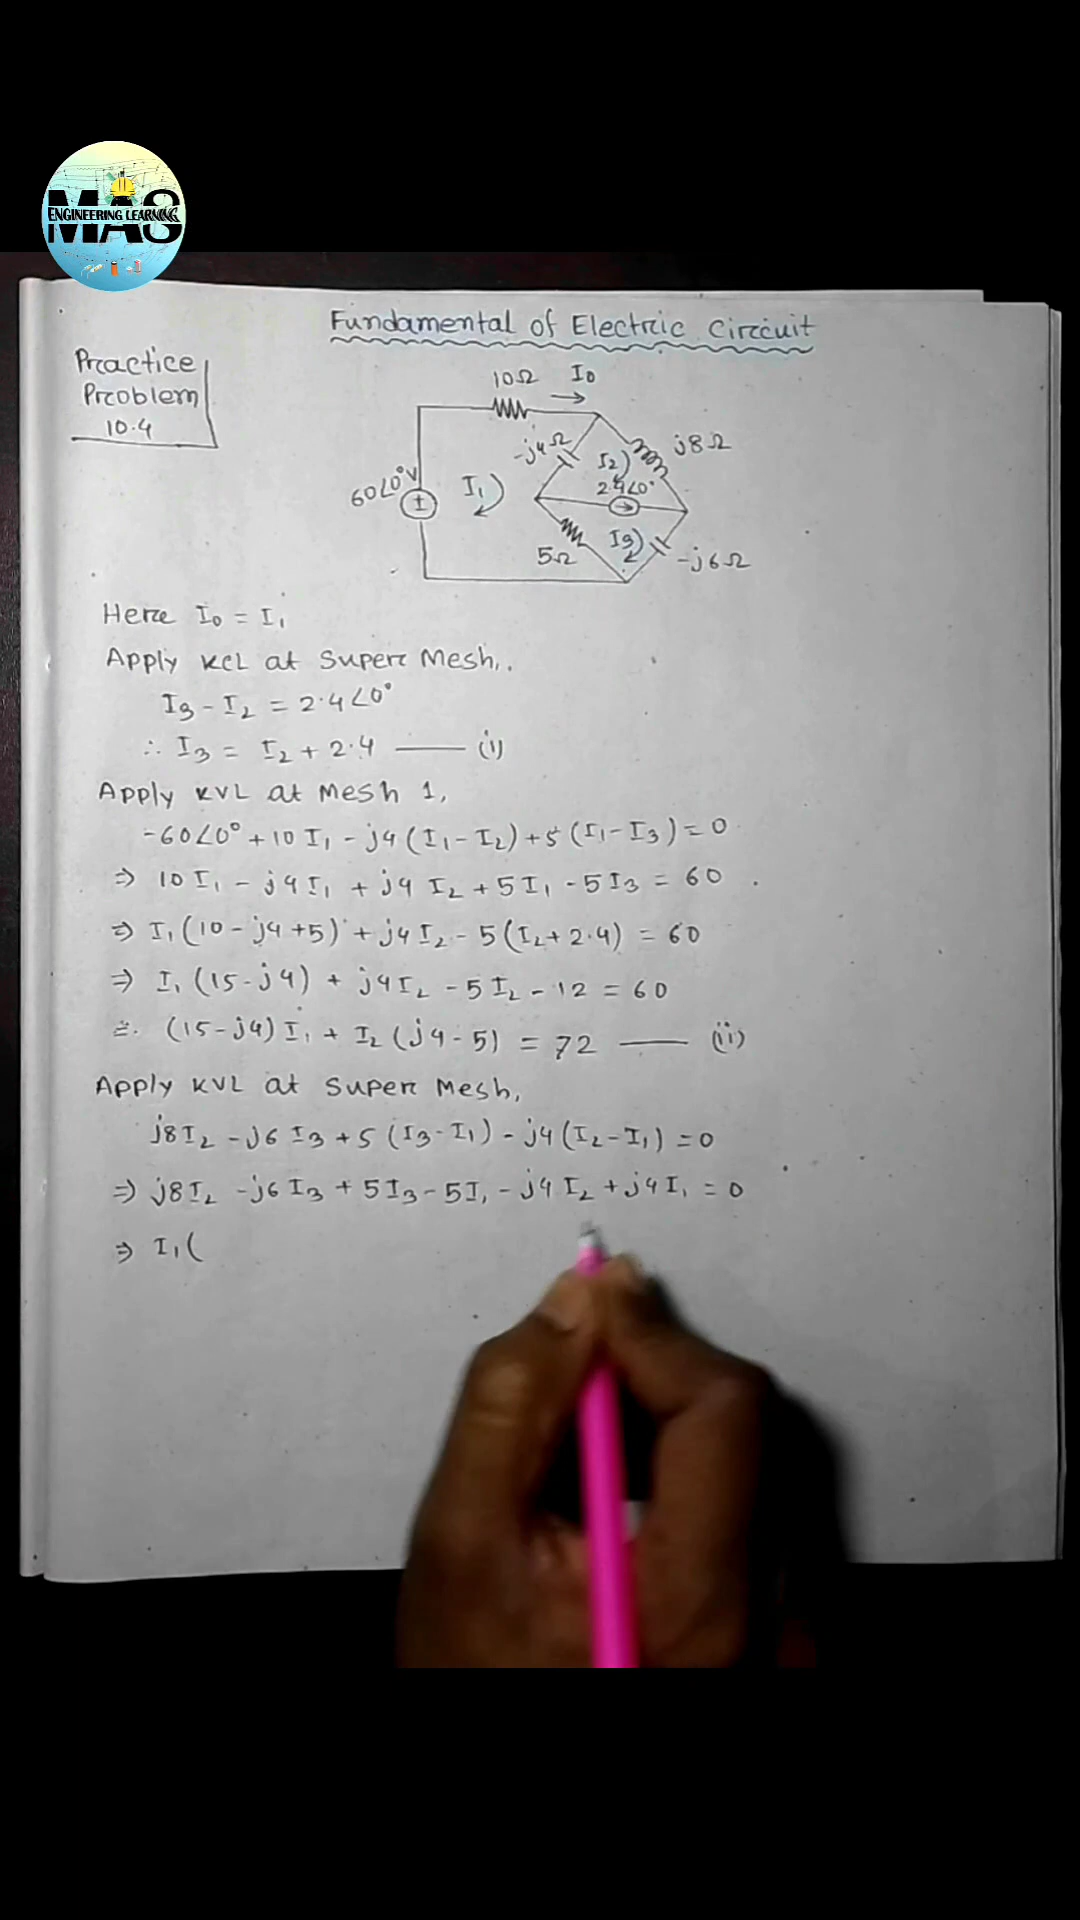 MAS
ENGINEERING LEARNING
Fundamental of Electric Circuit
Practice
Problem
10.4
10Ω I₀
-j4Ω
j8Ω
I₂
2.4∠0°
60∠0°V
I₁
5Ω
I₃
-j6Ω
Here I₀ = I₁
Apply KCL at Super Mesh,.
I₃ - I₂ = 2.4∠0°
∴ I₃ = I₂ + 2.4 —— (i)
Apply KVL at Mesh 1,
-60∠0° + 10 I₁ - j4 (I₁ - I₂) + 5 (I₁ - I₃) = 0
⇒ 10 I₁ - j4 I₁ + j4 I₂ + 5 I₁ - 5 I₃ = 60
⇒ I₁ (10 - j4 + 5) + j4 I₂ - 5 (I₂ + 2.4) = 60
⇒ I₁ (15 - j4) + j4 I₂ - 5 I₂ - 12 = 60
∴ (15 - j4) I₁ + I₂ (j4 - 5) = 72 —— (ii)
Apply KVL at Super Mesh,
j8 I₂ - j6 I₃ + 5 (I₃ - I₁) - j4 (I₂ - I₁) = 0
⇒ j8 I₂ - j6 I₃ + 5 I₃ - 5 I₁ - j4 I₂ + j4 I₁ = 0
⇒ I₁ (